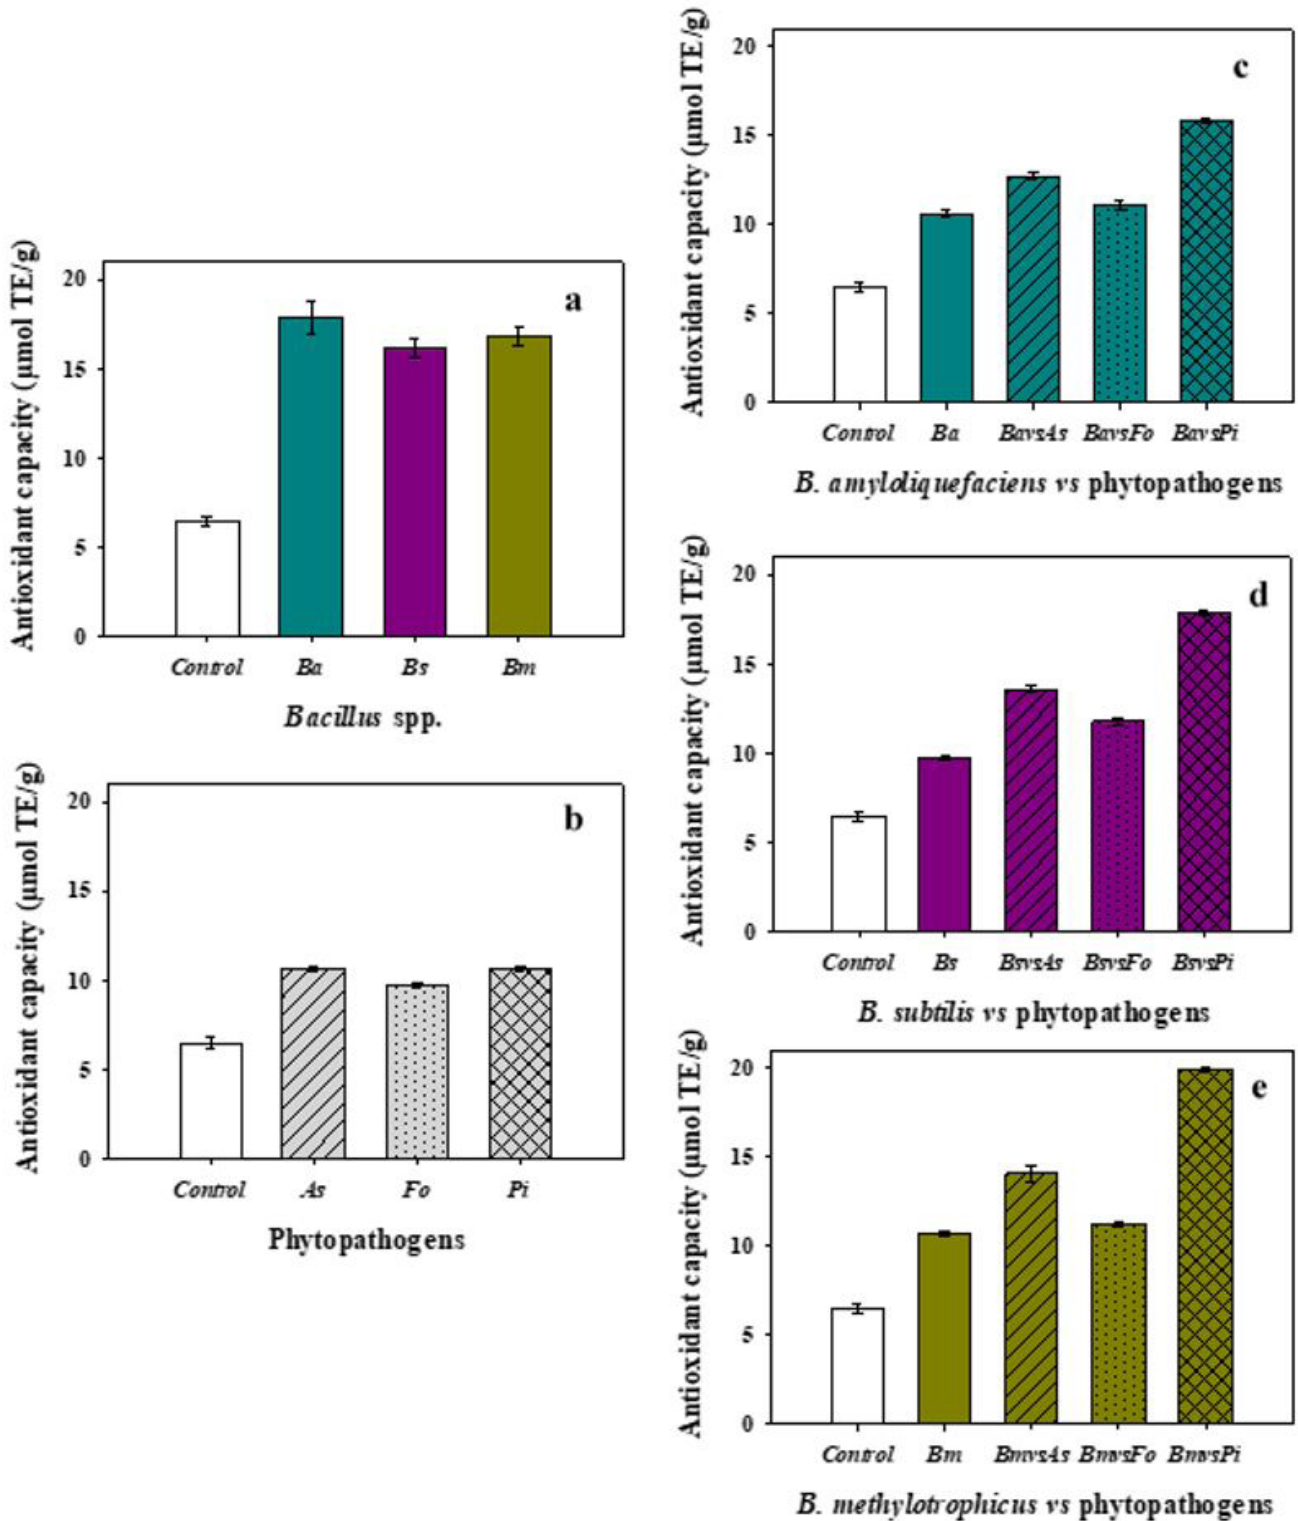 Antioxidant capacity (µmol TE/g)
20
15
10
5
0
a
Control Ba Bs Bm
Bacillus spp.
Antioxidant capacity (µmol TE/g)
20
15
10
5
0
b
Control As Fo Pi
Phytopathogens
Antioxidant capacity (µmol TE/g)
20
15
10
5
0
c
Control Ba BavsAs BavsFo BavsPi
B. amyloliquefaciens vs phytopathogens
Antioxidant capacity (µmol TE/g)
20
15
10
5
0
d
Control Bs BsvsAs BsvsFo BsvsPi
B. subtilis vs phytopathogens
Antioxidant capacity (µmol TE/g)
20
15
10
5
0
e
Control Bm BmvsAs BmvsFo BmvsPi
B. methylotrophicus vs phytopathogens